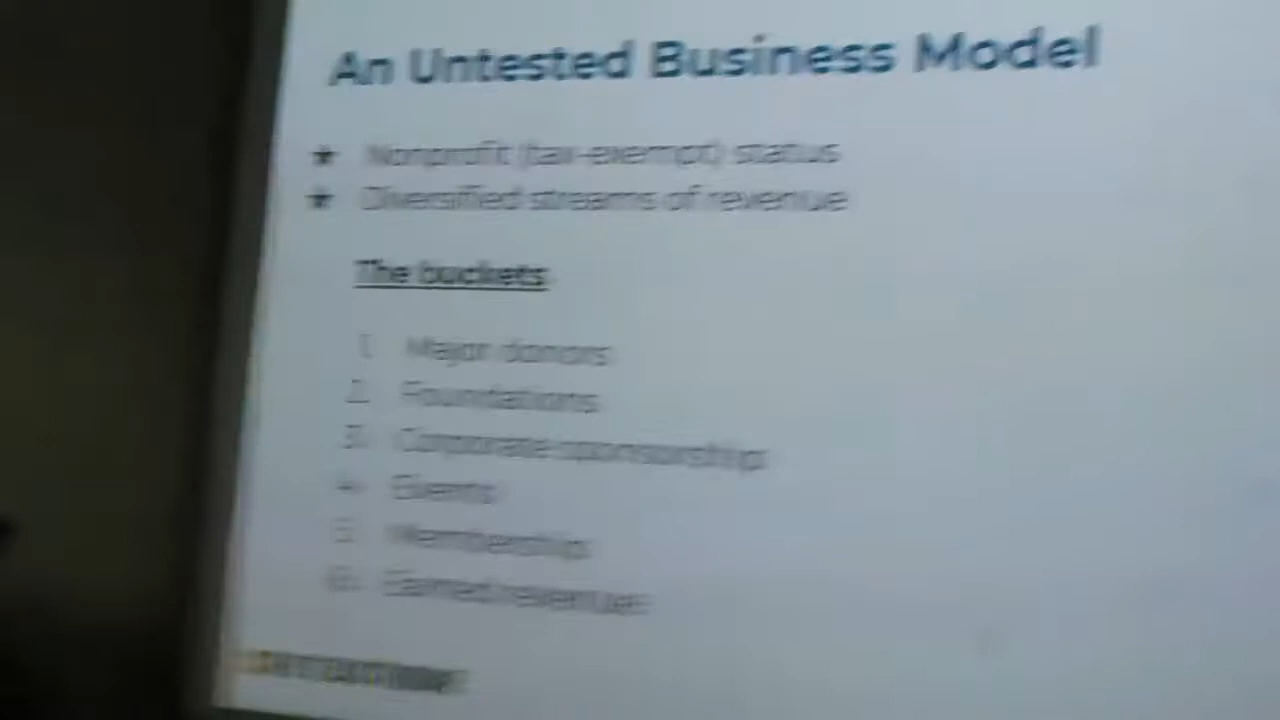 An Untested Business Model
★ Nonprofit (tax-exempt) status
★ Diversified streams of revenue
The buckets
1. Major donors
2. Foundations
3. Corporate sponsorship
4. Events
5. Membership
6. Earned revenues